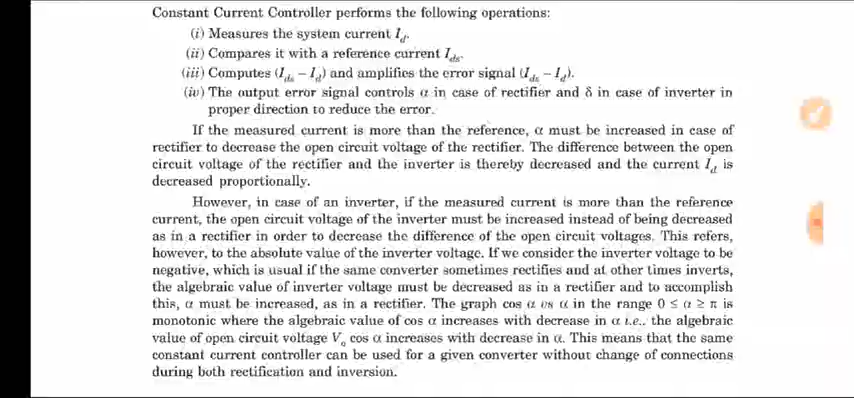 Constant Current Controller performs the following operations:
(i) Measures the system current Id.
(ii) Compares it with a reference current Ids.
(iii) Computes (Ids – Id) and amplifies the error signal (Ids – Id).
(iv) The output error signal controls α in case of rectifier and δ in case of inverter in
proper direction to reduce the error.
If the measured current is more than the reference, α must be increased in case of
rectifier to decrease the open circuit voltage of the rectifier. The difference between the open
circuit voltage of the rectifier and the inverter is thereby decreased and the current Id is
decreased proportionally.
However, in case of an inverter, if the measured current is more than the reference
current, the open circuit voltage of the inverter must be increased instead of being decreased
as in a rectifier in order to decrease the difference of the open circuit voltages. This refers,
however, to the absolute value of the inverter voltage. If we consider the inverter voltage to be
negative, which is usual if the same converter sometimes rectifies and at other times inverts,
the algebraic value of inverter voltage must be decreased as in a rectifier and to accomplish
this, α must be increased, as in a rectifier. The graph cos α vs α in the range 0 ≤ α ≥ π is
monotonic where the algebraic value of cos α increases with decrease in α i.e., the algebraic
value of open circuit voltage Vo cos α increases with decrease in α. This means that the same
constant current controller can be used for a given converter without change of connections
during both rectification and inversion.